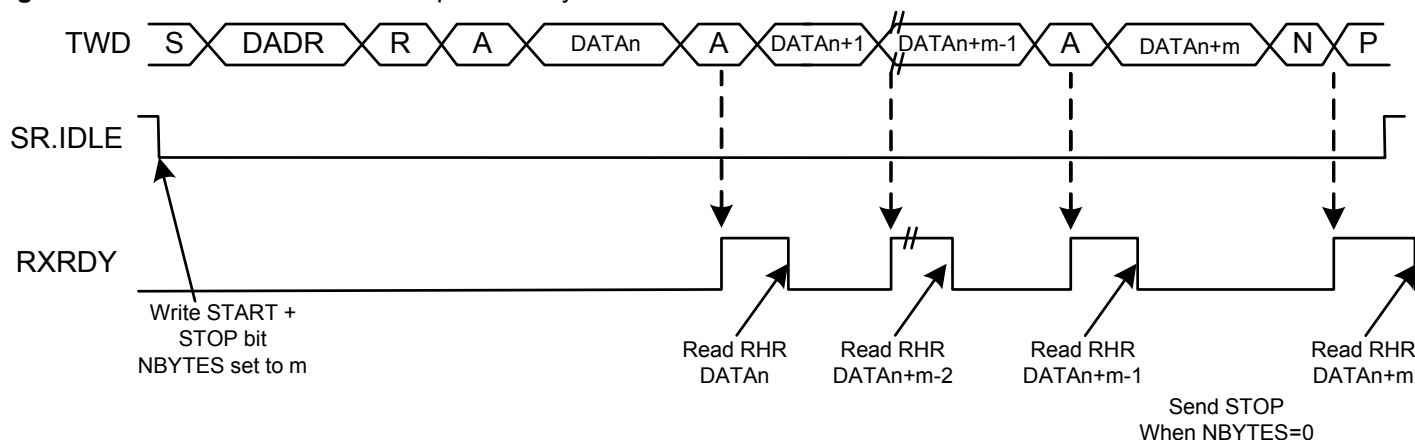 TWD S DADR R A DATAn A DATAn+1 DATAn+m-1 A DATAn+m N P
SR.IDLE
RXRDY
Write START +
STOP bit
NBYTES set to m
Read RHR
DATAn
Read RHR
DATAn+m-2
Read RHR
DATAn+m-1
Read RHR
DATAn+m
Send STOP
When NBYTES=0